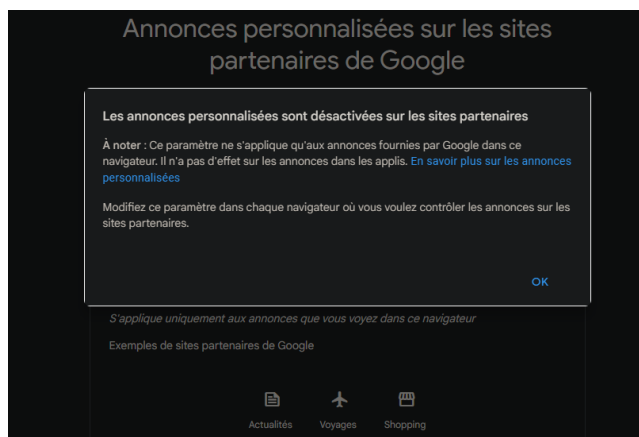 Annonces personnalisées sur les sites
partenaires de Google
Les annonces personnalisées sont désactivées sur les sites partenaires
À noter : Ce paramètre ne s'applique qu'aux annonces fournies par Google dans ce
navigateur. Il n'a pas d'effet sur les annonces dans les applis. En savoir plus sur les annonces
personnalisées
Modifiez ce paramètre dans chaque navigateur où vous voulez contrôler les annonces sur les
sites partenaires.
OK
S'applique uniquement aux annonces que vous voyez dans ce navigateur
Exemples de sites partenaires de Google
Actualités Voyages Shopping